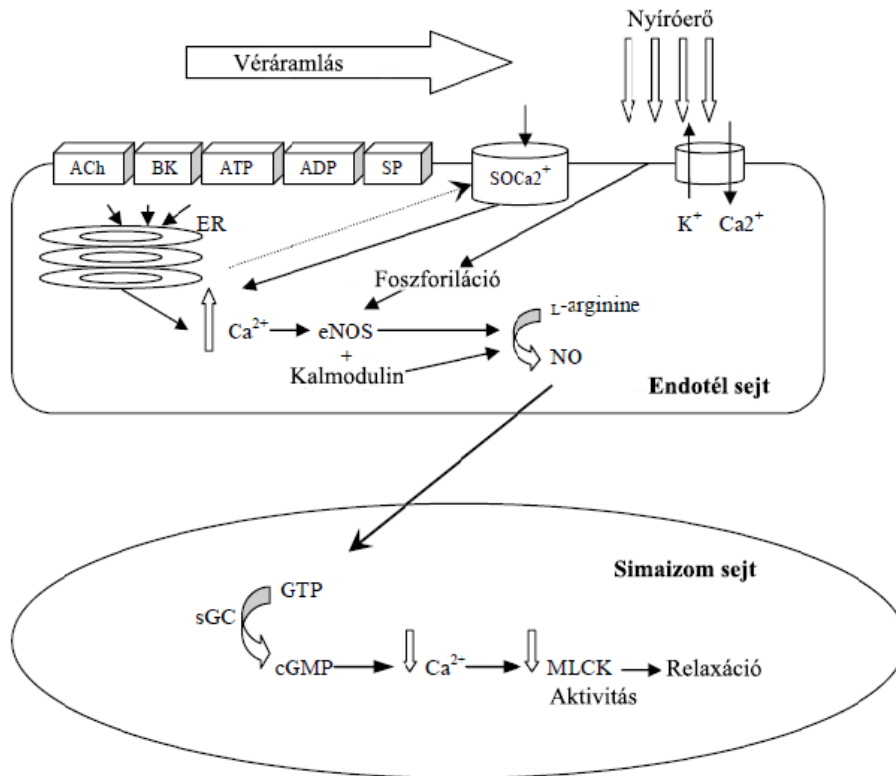 Nyíróerő
Véráramlás
ACh BK ATP ADP SP
SOCa2⁺
ER
K⁺ Ca2⁺
Foszforiláció
L-arginine
Ca²⁺ eNOS
+
Kalmodulin
NO
Endotél sejt
Simaizom sejt
GTP
sGC
cGMP Ca²⁺ MLCK Relaxáció
Aktivitás